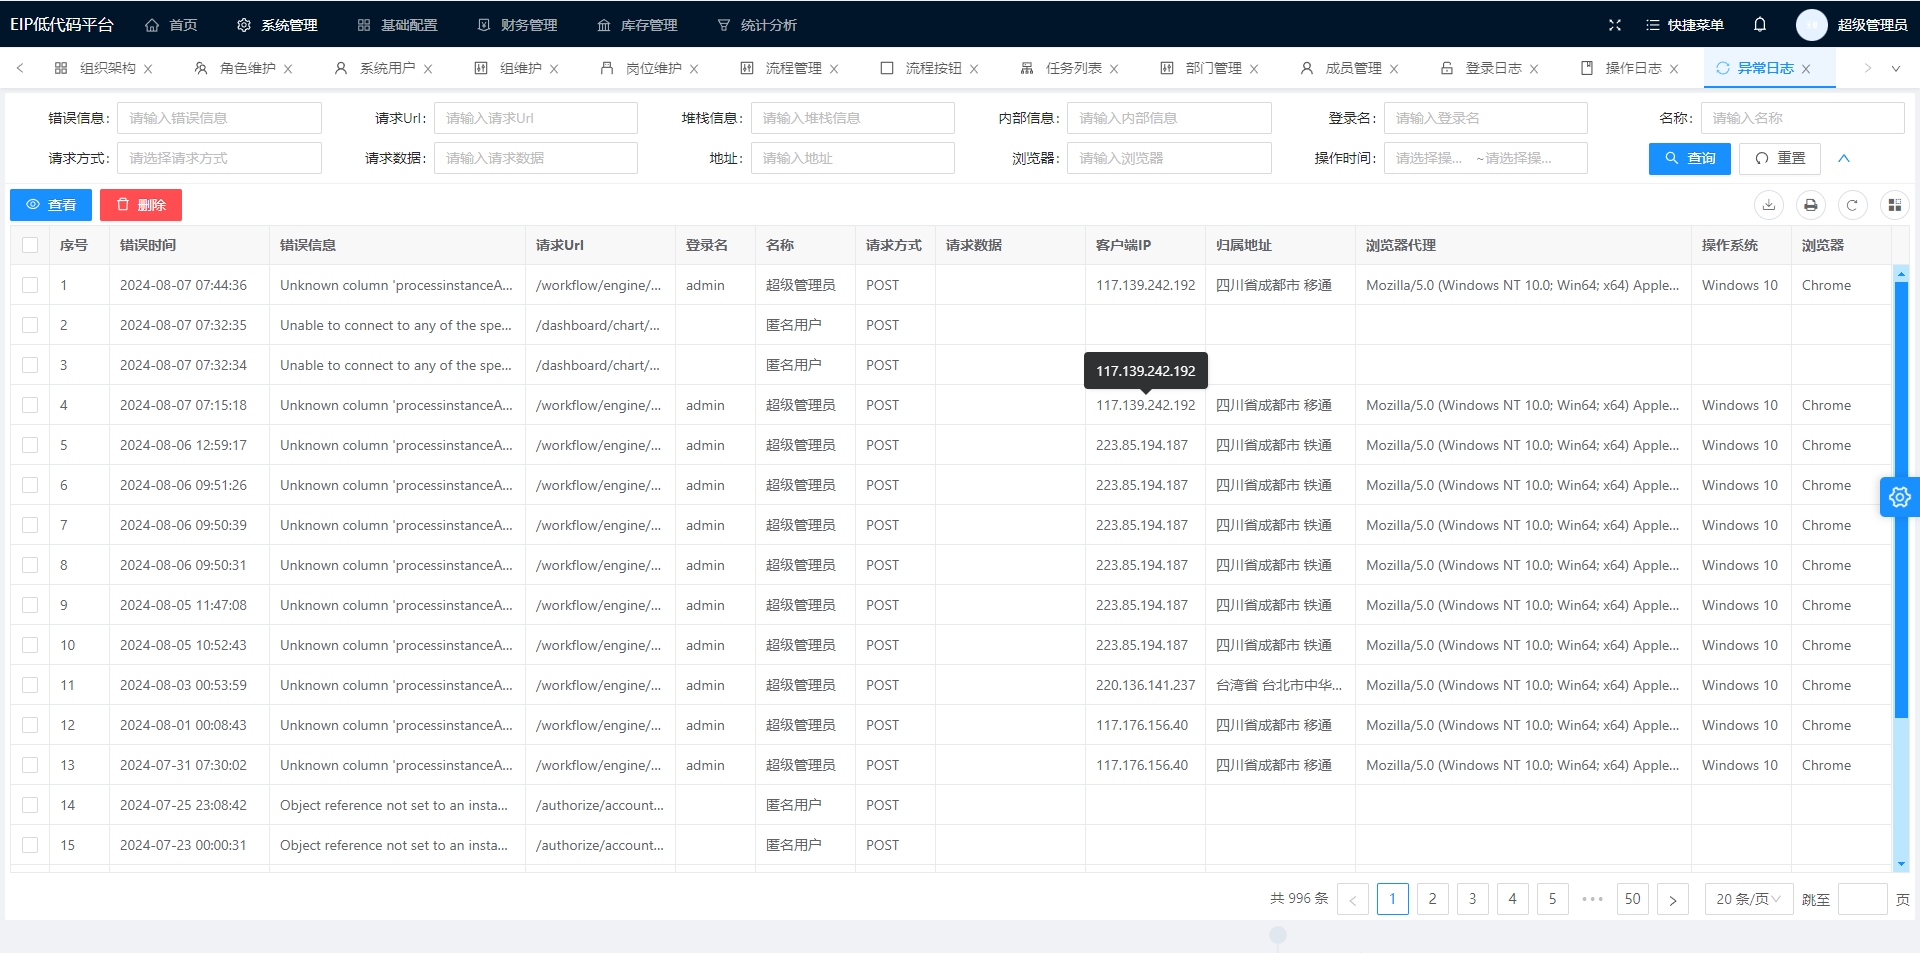 EIP低代码平台 首页 系统管理 基础配置 财务管理 库存管理 统计分析 快捷菜单 超级管理员
组织架构 角色维护 系统用户 组维护 岗位维护 流程管理 流程按钮 任务列表 部门管理 成员管理 登录日志 操作日志 异常日志
错误信息: 请输入错误信息 请求Url: 请输入请求Url 堆栈信息: 请输入堆栈信息 内部信息: 请输入内部信息 登录名: 请输入登录名 名称: 请输入名称
请求方式: 请选择请求方式 请求数据: 请输入请求数据 地址: 请输入地址 浏览器: 请输入浏览器 操作时间: 请选择操... ~请选择操... 查询 重置
查看 删除
序号 错误时间 错误信息 请求Url 登录名 名称 请求方式 请求数据 客户端IP 归属地址 浏览器代理 操作系统 浏览器
1 2024-08-07 07:44:36 Unknown column 'processinstanceA... /workflow/engine/... admin 超级管理员 POST 117.139.242.192 四川省成都市 移通 Mozilla/5.0 (Windows NT 10.0; Win64; x64) Apple... Windows 10 Chrome
2 2024-08-07 07:32:35 Unable to connect to any of the spe... /dashboard/chart/... 匿名用户 POST
3 2024-08-07 07:32:34 Unable to connect to any of the spe... /dashboard/chart/... 匿名用户 POST
117.139.242.192
4 2024-08-07 07:15:18 Unknown column 'processinstanceA... /workflow/engine/... admin 超级管理员 POST 117.139.242.192 四川省成都市 移通 Mozilla/5.0 (Windows NT 10.0; Win64; x64) Apple... Windows 10 Chrome
5 2024-08-06 12:59:17 Unknown column 'processinstanceA... /workflow/engine/... admin 超级管理员 POST 223.85.194.187 四川省成都市 铁通 Mozilla/5.0 (Windows NT 10.0; Win64; x64) Apple... Windows 10 Chrome
6 2024-08-06 09:51:26 Unknown column 'processinstanceA... /workflow/engine/... admin 超级管理员 POST 223.85.194.187 四川省成都市 铁通 Mozilla/5.0 (Windows NT 10.0; Win64; x64) Apple... Windows 10 Chrome
7 2024-08-06 09:50:39 Unknown column 'processinstanceA... /workflow/engine/... admin 超级管理员 POST 223.85.194.187 四川省成都市 铁通 Mozilla/5.0 (Windows NT 10.0; Win64; x64) Apple... Windows 10 Chrome
8 2024-08-06 09:50:31 Unknown column 'processinstanceA... /workflow/engine/... admin 超级管理员 POST 223.85.194.187 四川省成都市 铁通 Mozilla/5.0 (Windows NT 10.0; Win64; x64) Apple... Windows 10 Chrome
9 2024-08-05 11:47:08 Unknown column 'processinstanceA... /workflow/engine/... admin 超级管理员 POST 223.85.194.187 四川省成都市 铁通 Mozilla/5.0 (Windows NT 10.0; Win64; x64) Apple... Windows 10 Chrome
10 2024-08-05 10:52:43 Unknown column 'processinstanceA... /workflow/engine/... admin 超级管理员 POST 223.85.194.187 四川省成都市 铁通 Mozilla/5.0 (Windows NT 10.0; Win64; x64) Apple... Windows 10 Chrome
11 2024-08-03 00:53:59 Unknown column 'processinstanceA... /workflow/engine/... admin 超级管理员 POST 220.136.141.237 台湾省 台北市中华... Mozilla/5.0 (Windows NT 10.0; Win64; x64) Apple... Windows 10 Chrome
12 2024-08-01 00:08:43 Unknown column 'processinstanceA... /workflow/engine/... admin 超级管理员 POST 117.176.156.40 四川省成都市 移通 Mozilla/5.0 (Windows NT 10.0; Win64; x64) Apple... Windows 10 Chrome
13 2024-07-31 07:30:02 Unknown column 'processinstanceA... /workflow/engine/... admin 超级管理员 POST 117.176.156.40 四川省成都市 移通 Mozilla/5.0 (Windows NT 10.0; Win64; x64) Apple... Windows 10 Chrome
14 2024-07-25 23:08:42 Object reference not set to an insta... /authorize/account... 匿名用户 POST
15 2024-07-23 00:00:31 Object reference not set to an insta... /authorize/account... 匿名用户 POST
共 996 条 < 1 2 3 4 5 ••• 50 > 20 条/页 跳至 页